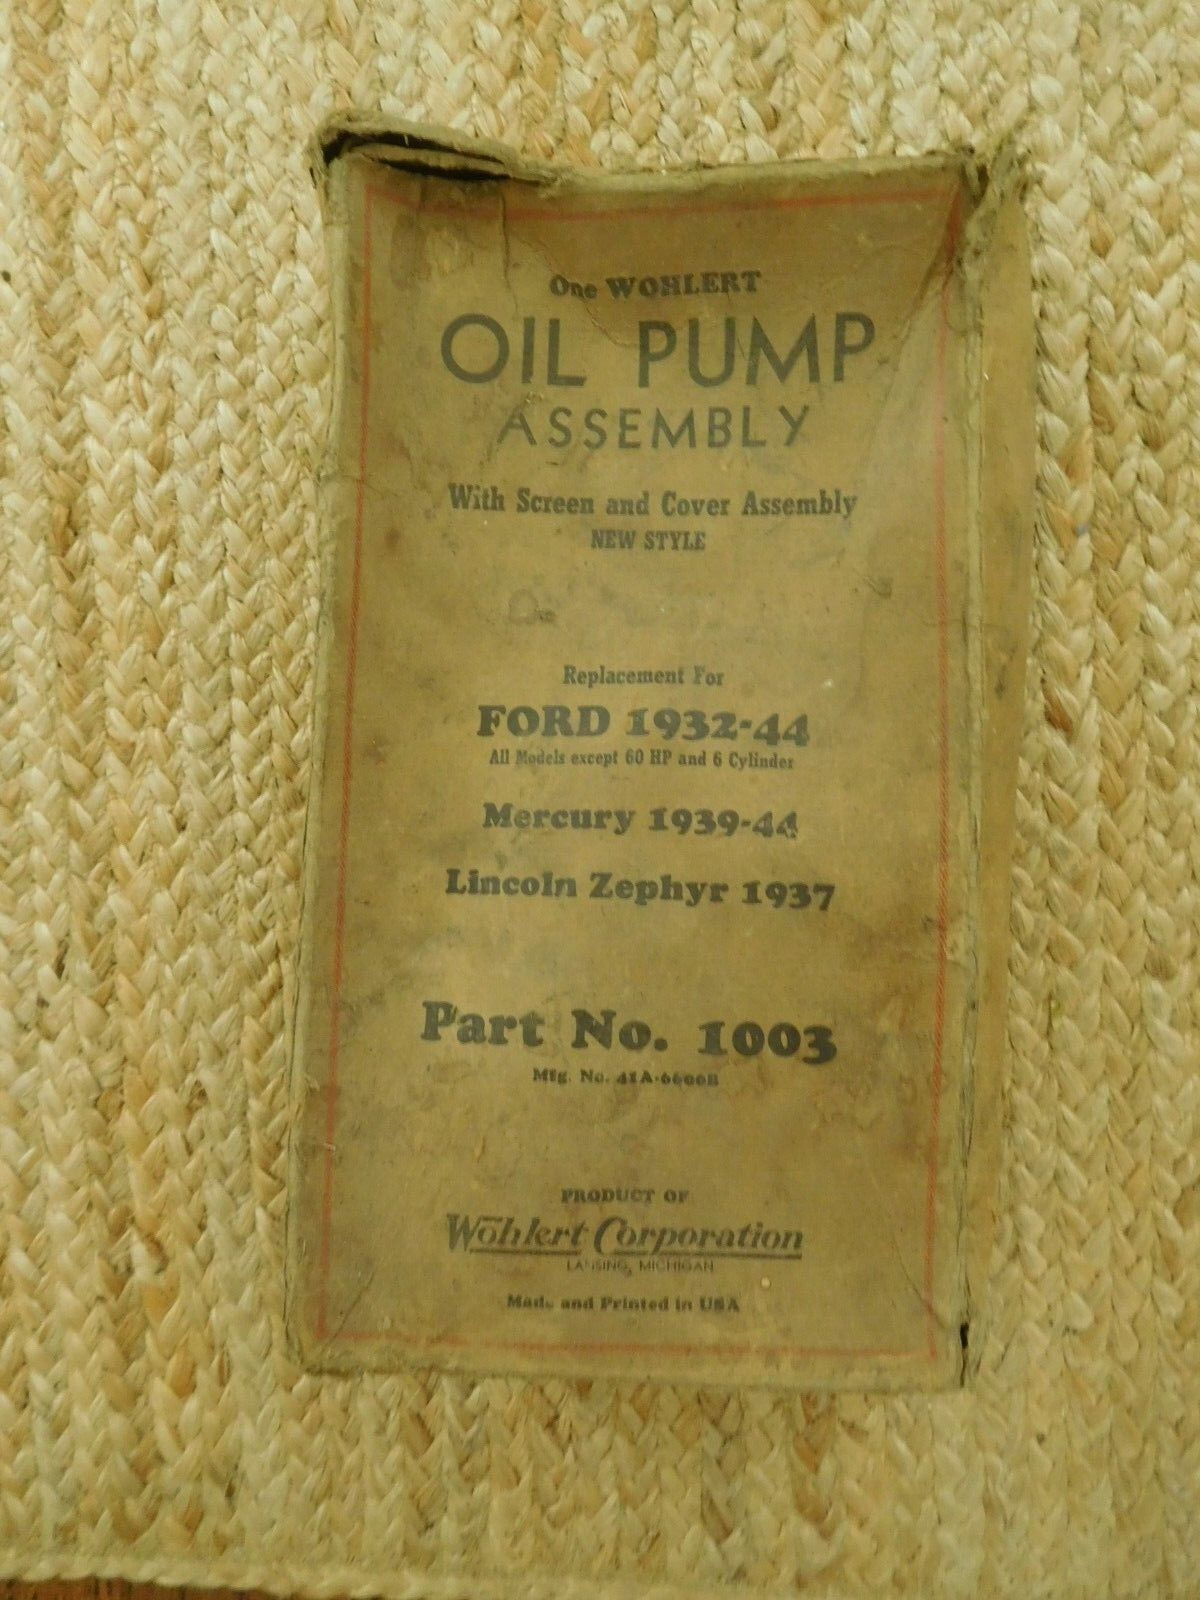 One WOHLERT
OIL PUMP
ASSEMBLY
With Screen and Cover Assembly
NEW STYLE
Replacement For
FORD 1932-44
All Models except 60 HP and 6 Cylinder
Mercury 1939-44
Lincoln Zephyr 1937
Part No. 1003
Mfg. No. 41A-6600B
PRODUCT OF
Wohlert Corporation
LANSING, MICHIGAN
Made and Printed in USA